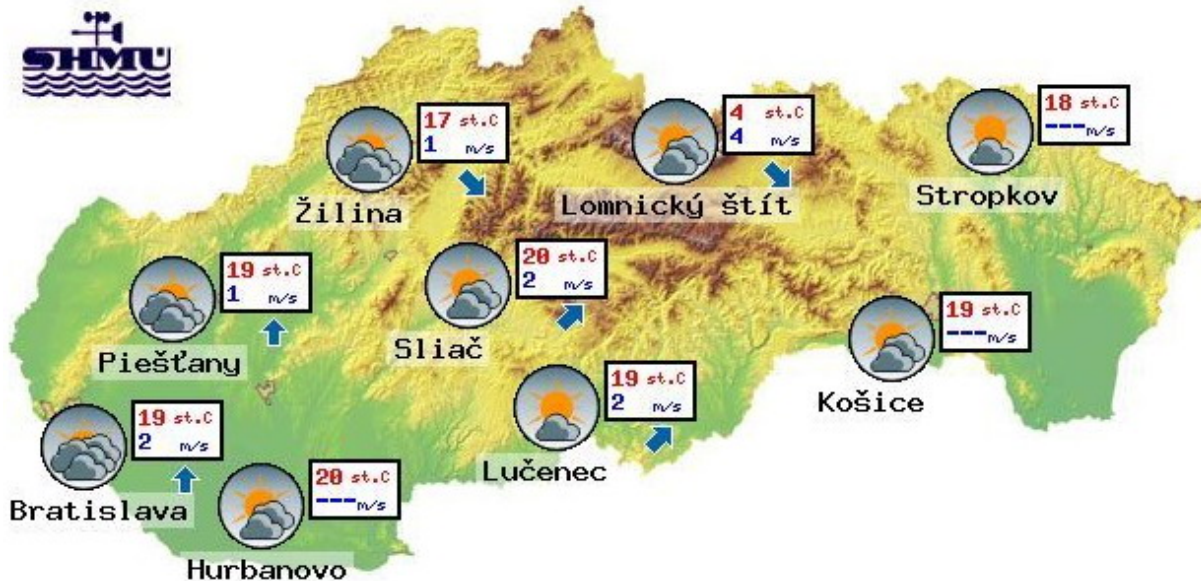 SHMÚ
17 st.C
1 m/s
Žilina
4 st.C
4 m/s
Lomnický štít
18 st.C
---m/s
Stropkov
19 st.C
1 m/s
Piešťany
20 st.C
2 m/s
Sliač
19 st.C
---m/s
Košice
19 st.C
2 m/s
Bratislava
20 st.C
---m/s
Hurbanovo
19 st.C
2 m/s
Lučenec